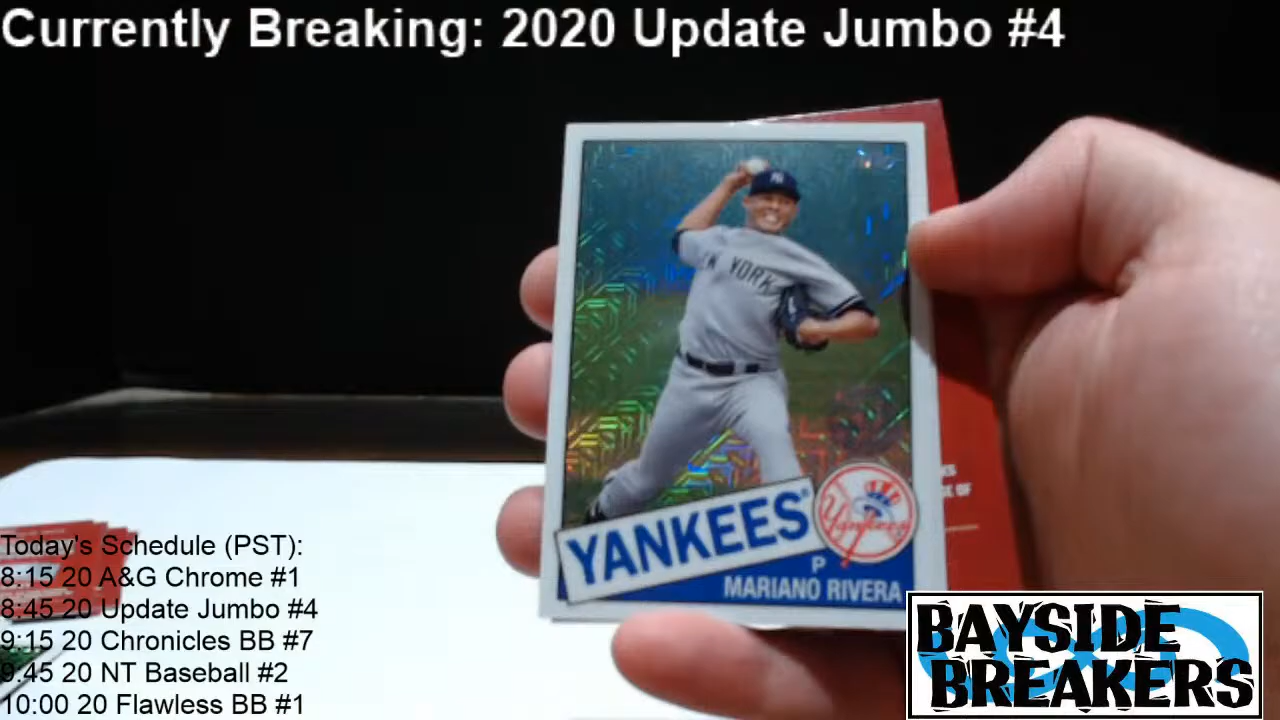 Currently Breaking: 2020 Update Jumbo #4
NEW YORK
YANKEES
Yankees
P
MARIANO RIVERA
Today's Schedule (PST):
8:15 20 A&G Chrome #1
8:45 20 Update Jumbo #4
9:15 20 Chronicles BB #7
9:45 20 NT Baseball #2
10:00 20 Flawless BB #1
BAYSIDE
BREAKERS